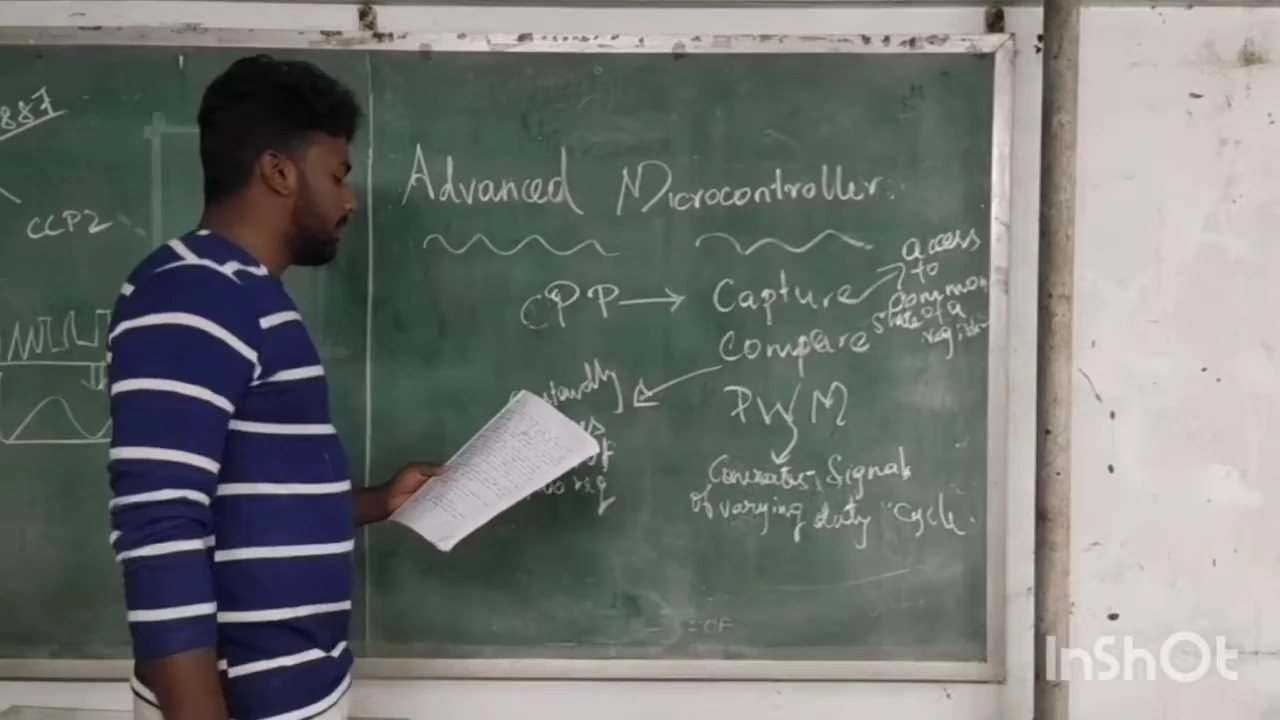 887
CCP2
Advanced Microcontroller
CPP → Capture
access
to
common
state of a
Compare
PWM
Generates Signal
of varying duty "cycle.
InShOt